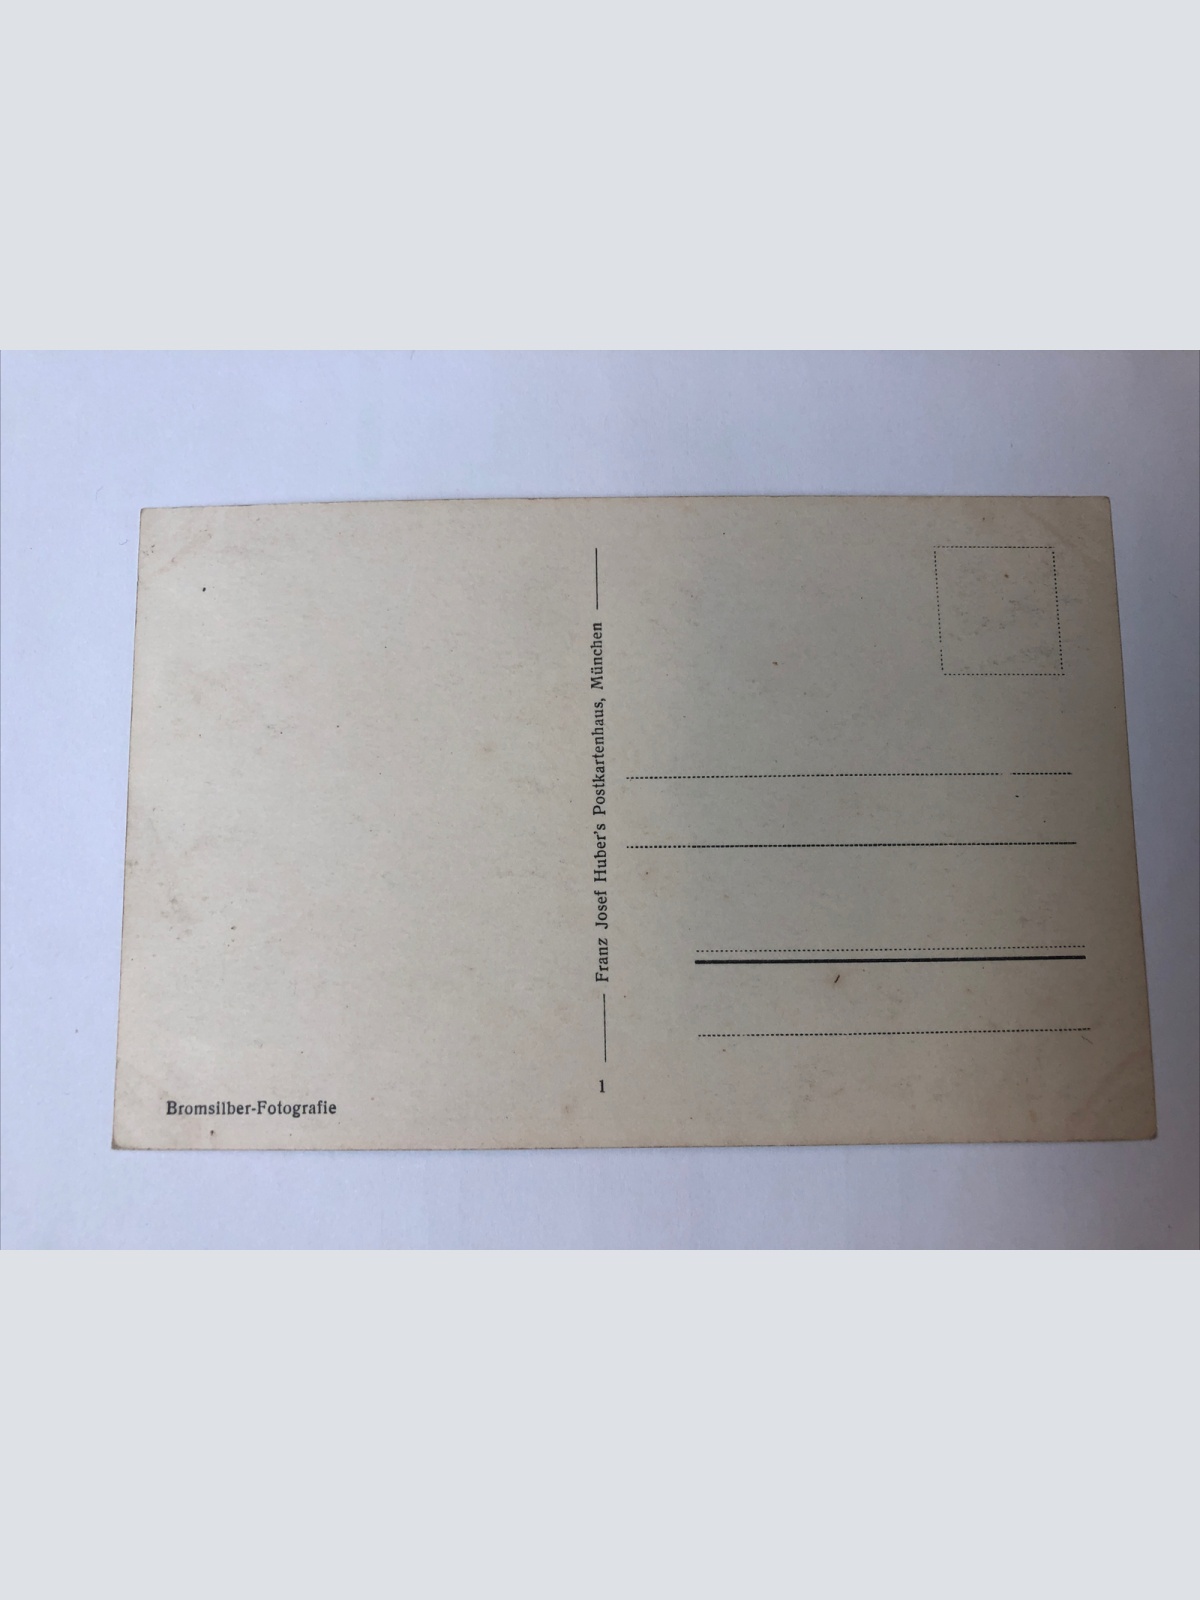 Franz Josef Huber's Postkartenhaus, München
1
Bromsilber-Fotografie